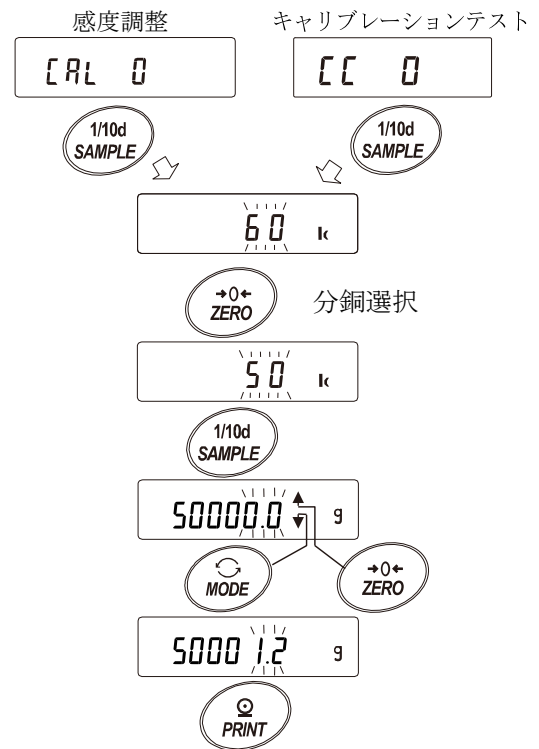 感度調整
キャリブレーションテスト
CAL 0
CC 0
1/10d
SAMPLE
1/10d
SAMPLE
60 k
→0←
ZERO
分銅選択
50 k
1/10d
SAMPLE
50000.0 g
MODE
→0←
ZERO
50001.2 g
PRINT